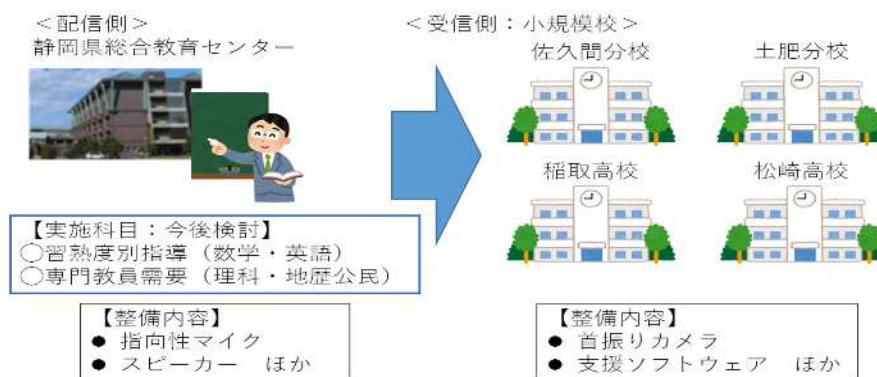 ＜配信側＞
静岡県総合教育センター
【実施科目：今後検討】
○習熟度別指導（数学・英語）
○専門教員需要（理科・地歴公民）
【整備内容】
● 指向性マイク
● スピーカー　ほか
＜受信側：小規模校＞
佐久間分校
土肥分校
稲取高校
松崎高校
【整備内容】
● 首振りカメラ
● 支援ソフトウェア　ほか